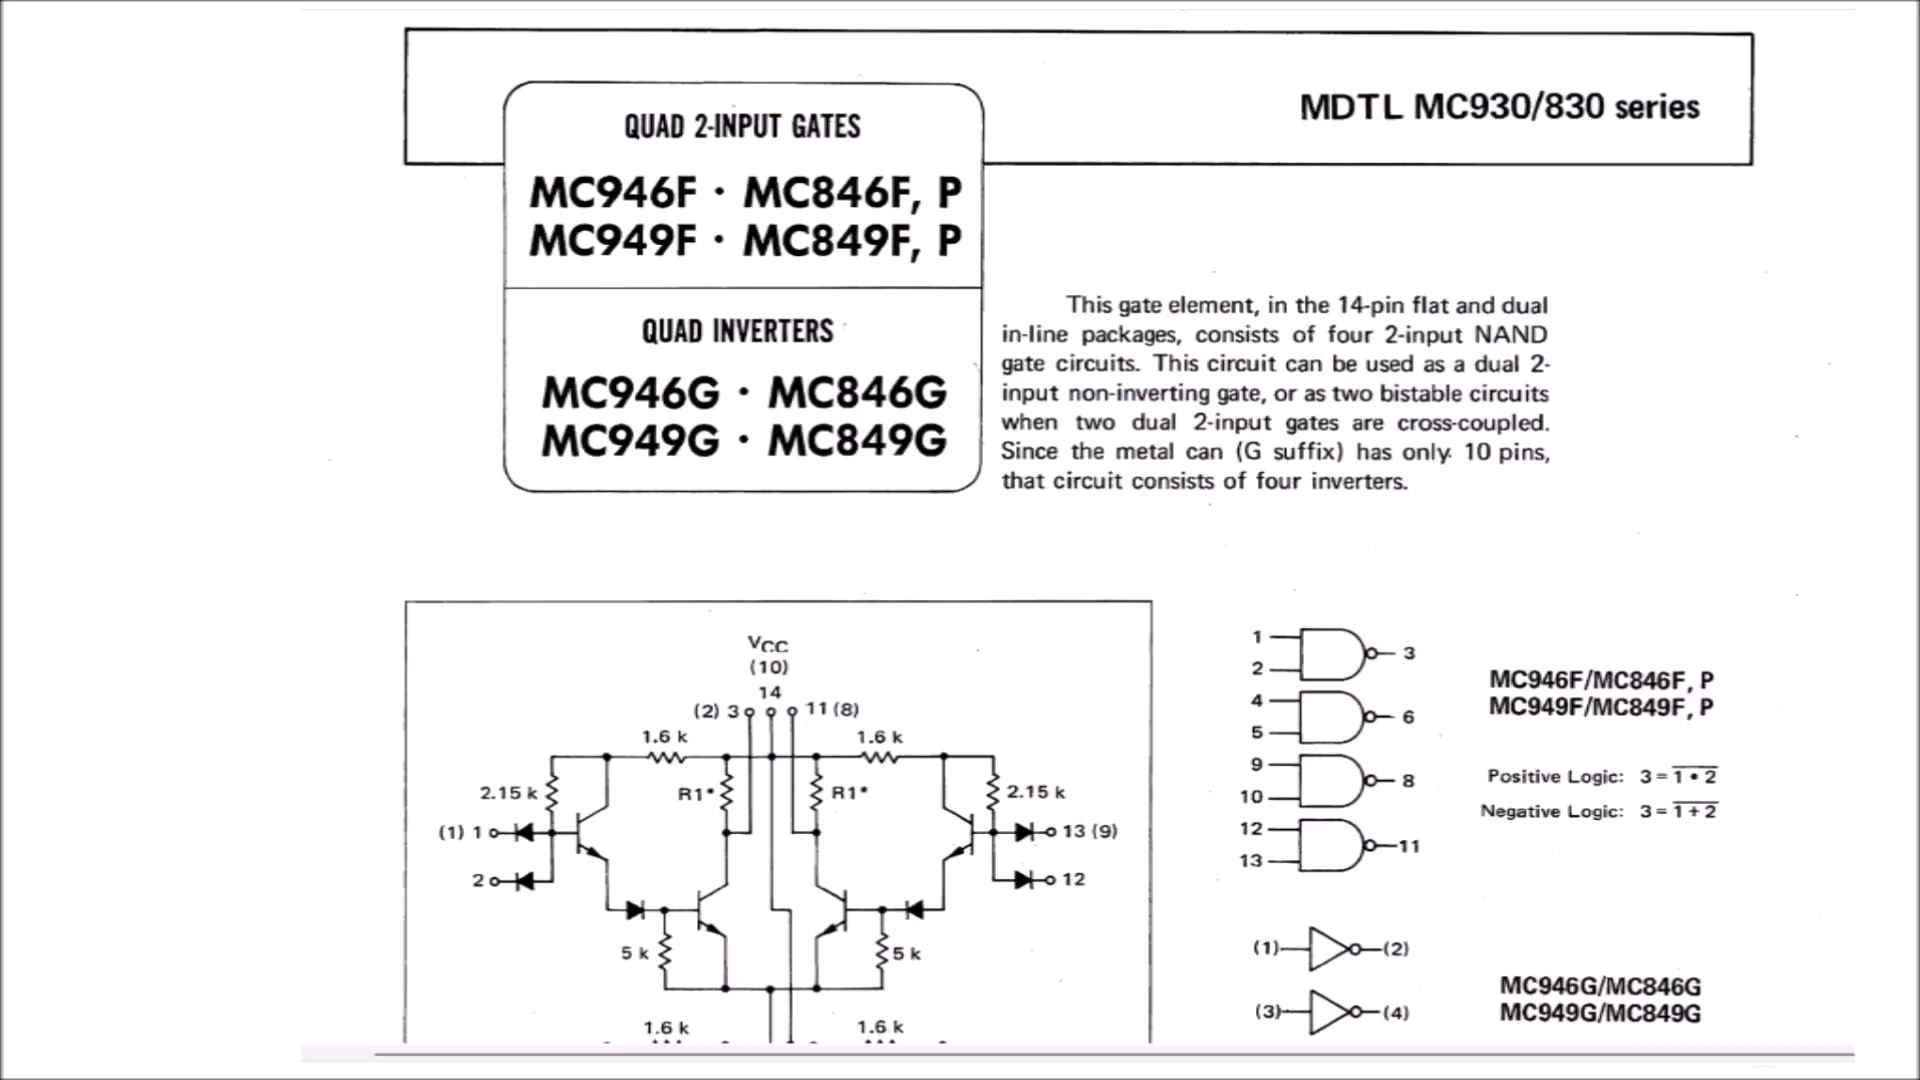 MDTL MC930/830 series
QUAD 2-INPUT GATES
MC946F · MC846F, P
MC949F · MC849F, P
QUAD INVERTERS
MC946G · MC846G
MC949G · MC849G
This gate element, in the 14-pin flat and dual
in-line packages, consists of four 2-input NAND
gate circuits. This circuit can be used as a dual 2-
input non-inverting gate, or as two bistable circuits
when two dual 2-input gates are cross-coupled.
Since the metal can (G suffix) has only 10 pins,
that circuit consists of four inverters.
VCC
(10)
14
(2) 3
11 (8)
1.6 k
1.6 k
2.15 k
R1*
R1*
2.15 k
(1) 1
13 (9)
2
12
5 k
5 k
1.6 k
1.6 k
1
2
3
4
5
6
9
10
8
12
13
11
MC946F/MC846F, P
MC949F/MC849F, P
Positive Logic: 3 = \overline{1 • 2}
Negative Logic: 3 = \overline{1 + 2}
(1)
(2)
(3)
(4)
MC946G/MC846G
MC949G/MC849G